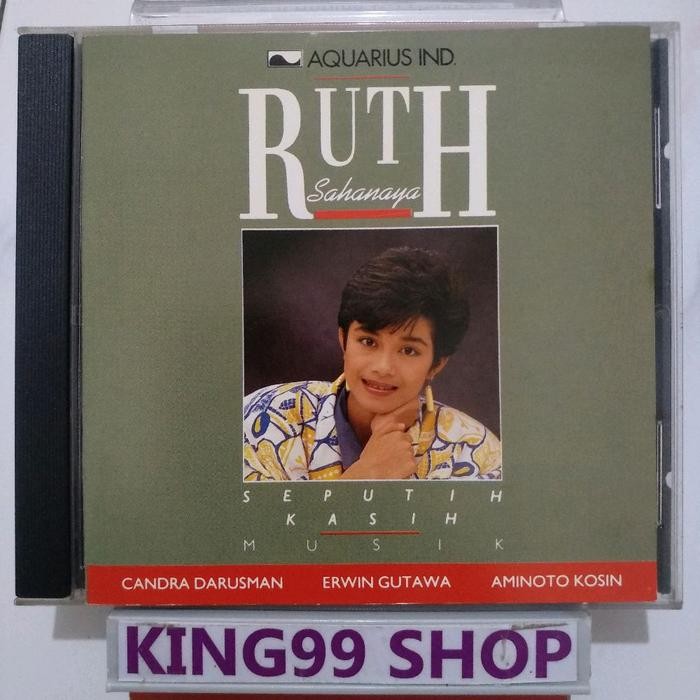 AQUARIUS IND.
RUTH
Sahanaya
SEPUTIH
KASIH
MUSIK
CANDRA DARUSMAN ERWIN GUTAWA AMINOTO KOSIN
KING99 SHOP